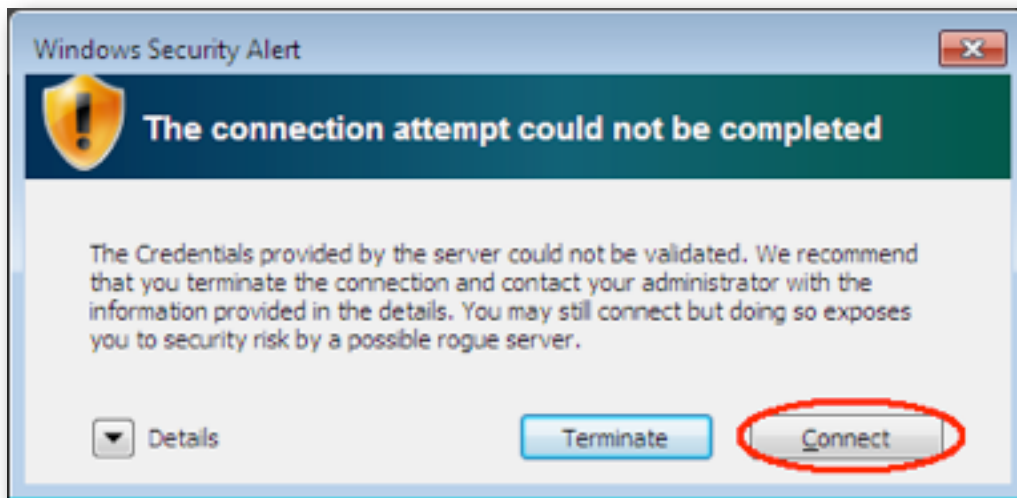 Windows Security Alert
The connection attempt could not be completed
The Credentials provided by the server could not be validated. We recommend
that you terminate the connection and contact your administrator with the
information provided in the details. You may still connect but doing so exposes
you to security risk by a possible rogue server.
Details
Terminate
Connect